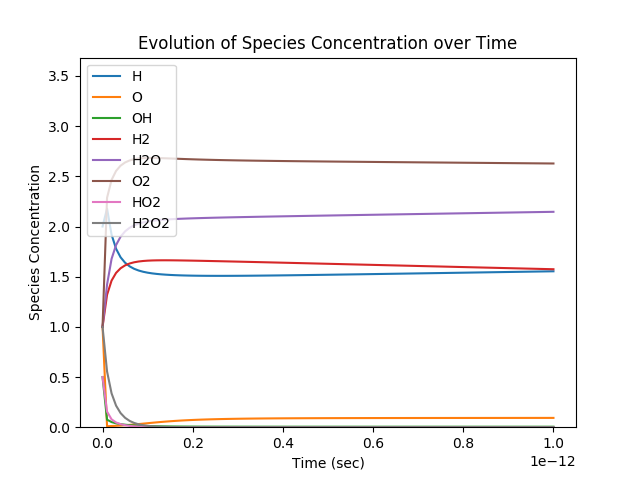 Evolution of Species Concentration over Time
3.5
3.0
2.5
2.0
1.5
1.0
0.5
0.0
Species Concentration
H
O
OH
H2
H2O
O2
HO2
H2O2
0.0 0.2 0.4 0.6 0.8 1.0
1e−12
Time (sec)